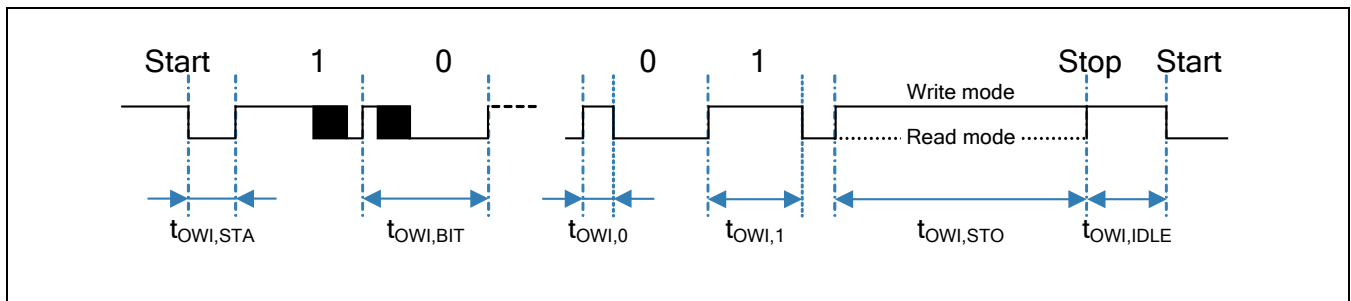 Start 1 0 0 1 Stop Start
Write mode
Read mode
tOWI,STA tOWI,BIT tOWI,0 tOWI,1 tOWI,STO tOWI,IDLE